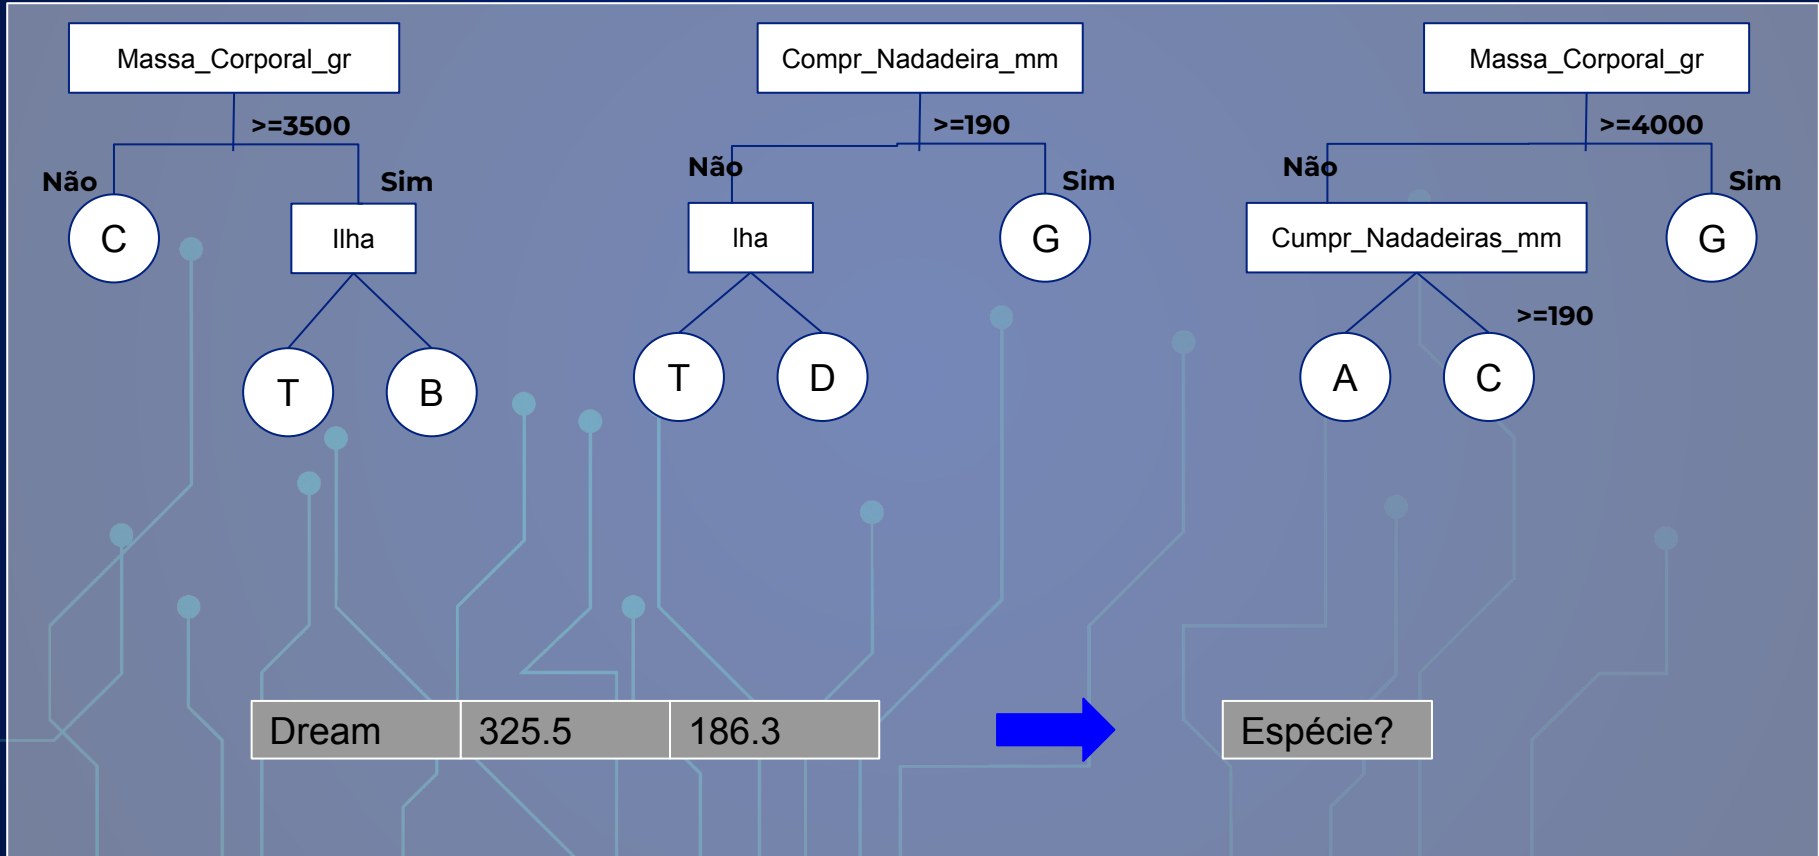 Massa_Corporal_gr
>=3500
Não
Sim
C
Ilha
T
B
Compr_Nadadeira_mm
>=190
Não
Sim
lha
G
T
D
Massa_Corporal_gr
>=4000
Não
Sim
Cumpr_Nadadeiras_mm
G
>=190
A
C
Dream 325.5 186.3
Espécie?